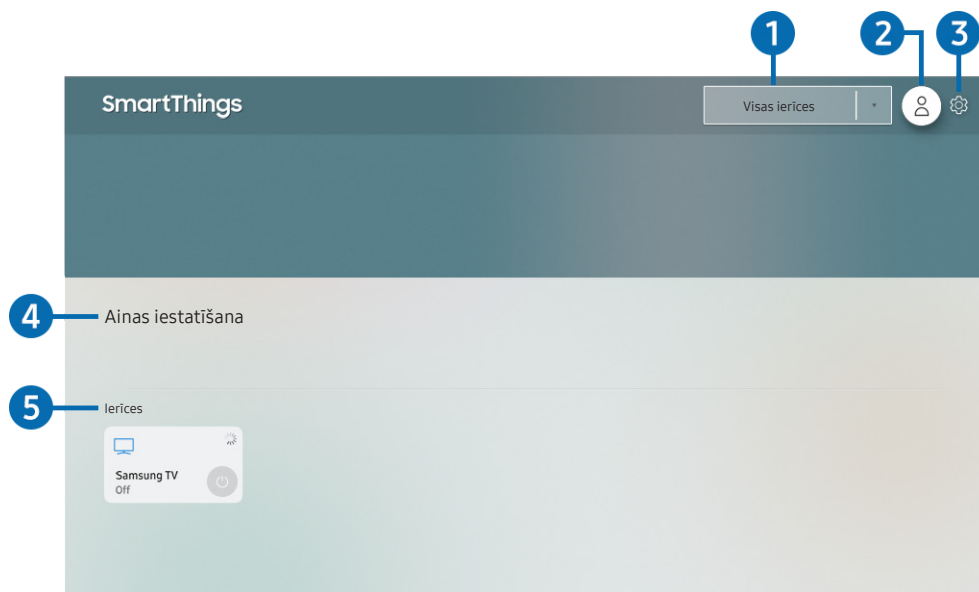 1
2
3
SmartThings
Visas ierīces
4
Ainas iestatīšana
5
Ierīces
Samsung TV
Off